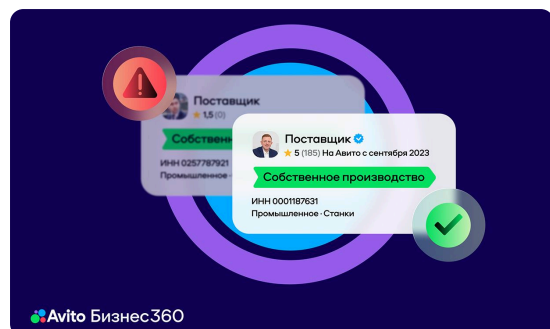 Поставщик
1,5 (0)
Собствен
ИНН 0257787921
Промышленное ·
Поставщик
5 (185) На Авито с сентября 2023
Собственное производство
ИНН 0001187631
Промышленное · Станки
Avito Бизнес360